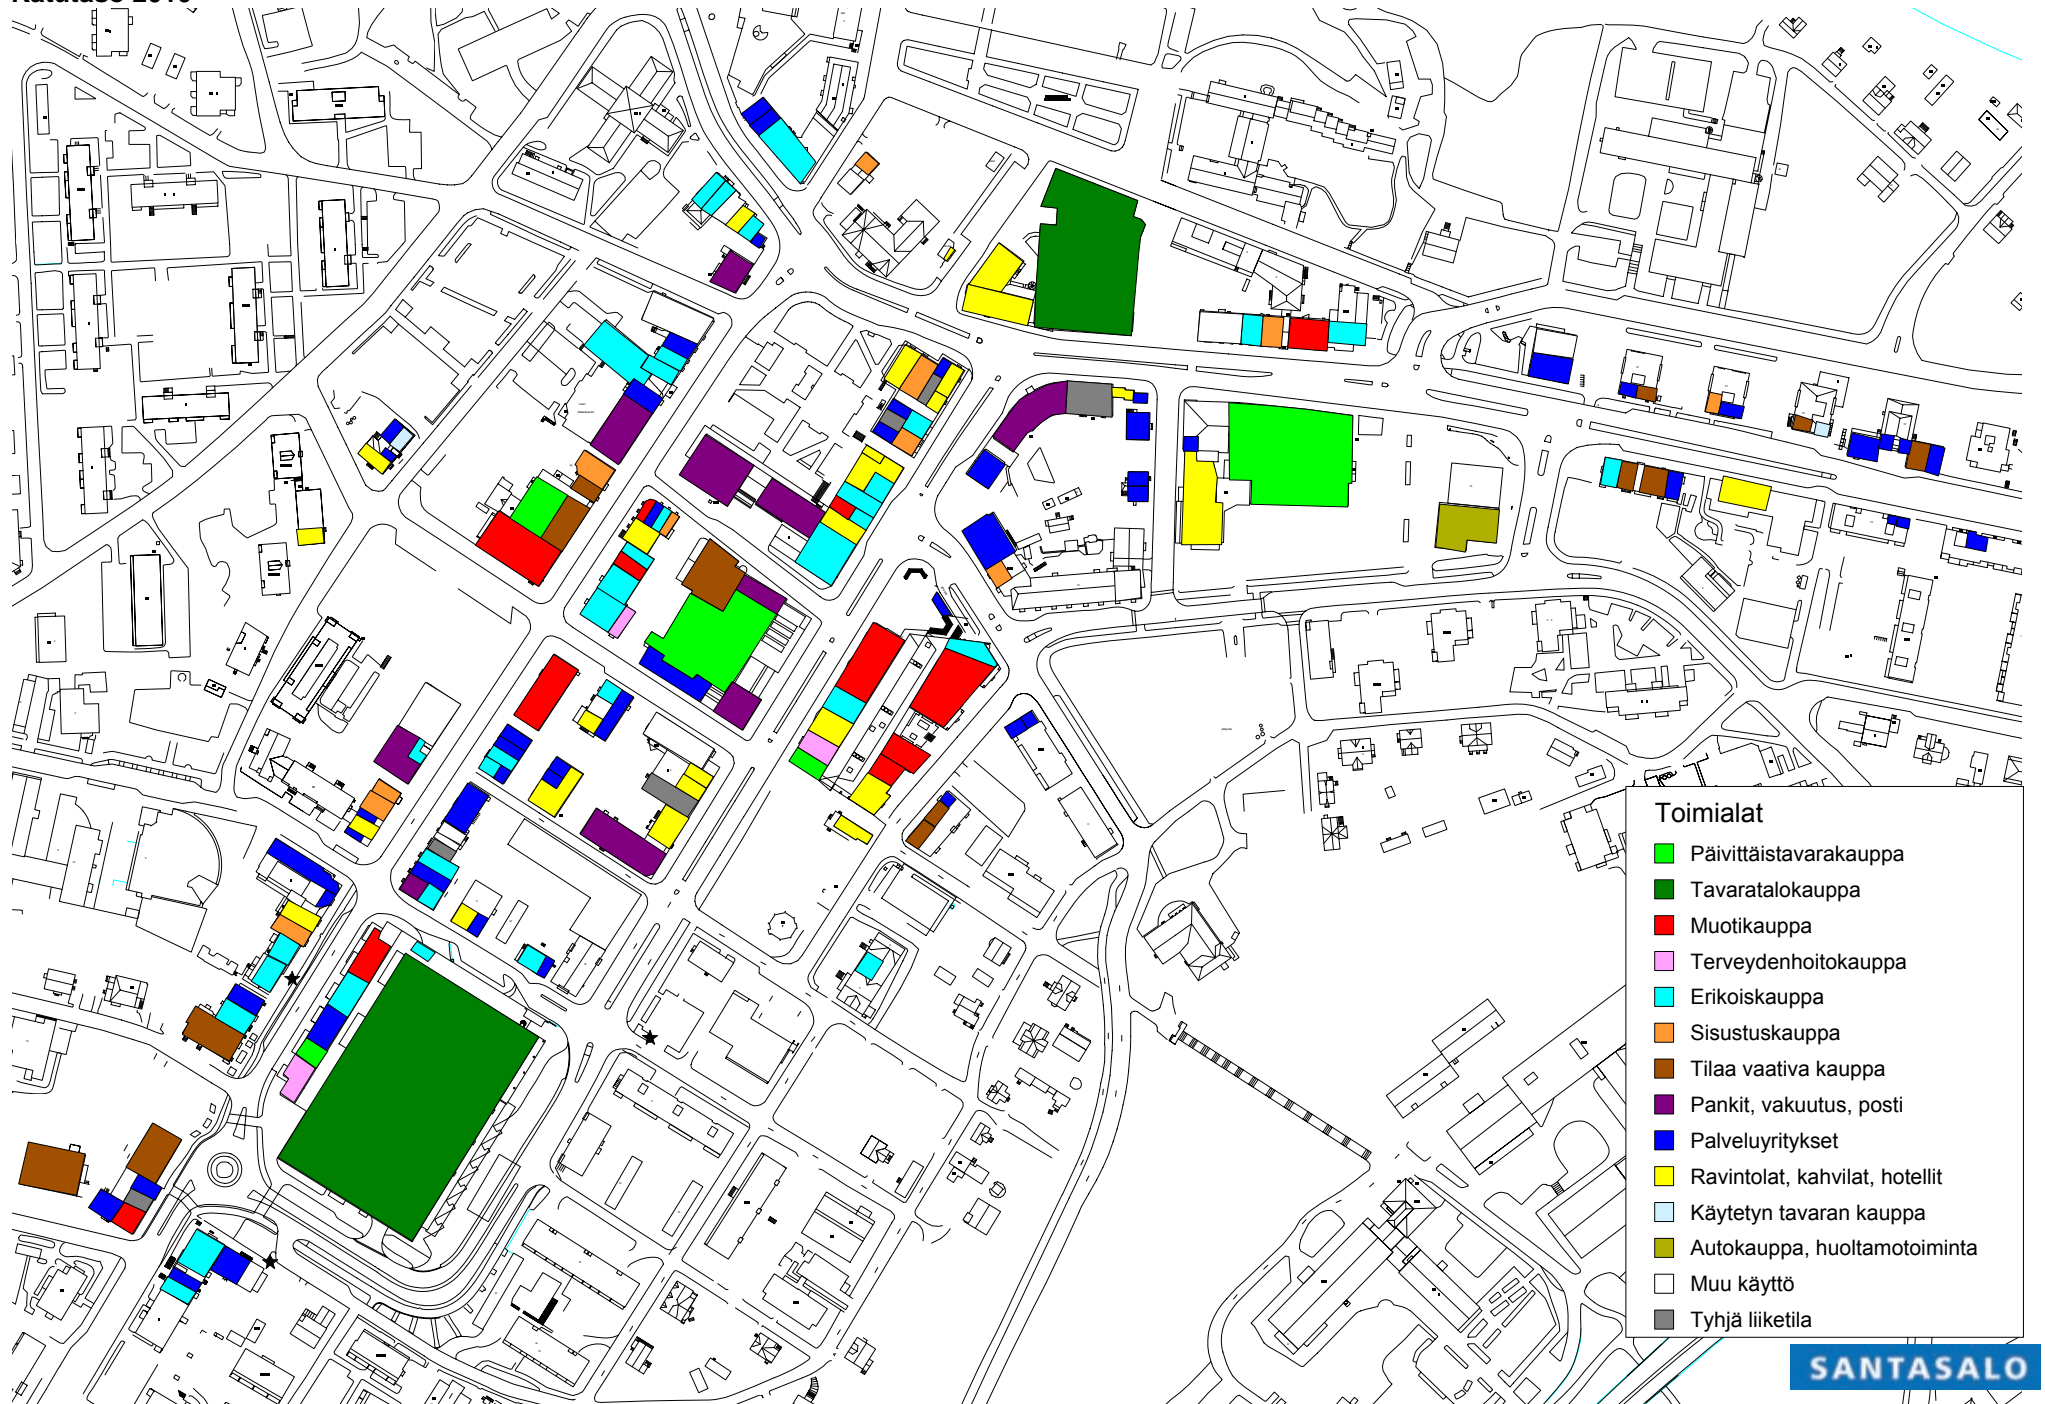 Toimialat
Päivittäistavarakauppa
Tavaratalokauppa
Muotikauppa
Terveydenhoitokauppa
Erikoiskauppa
Sisustuskauppa
Tilaa vaativa kauppa
Pankit, vakuutus, posti
Palveluyritykset
Ravintolat, kahvilat, hotellit
Käytetyn tavaran kauppa
Autokauppa, huoltamotoiminta
Muu käyttö
Tyhjä liiketila
SANTASALO